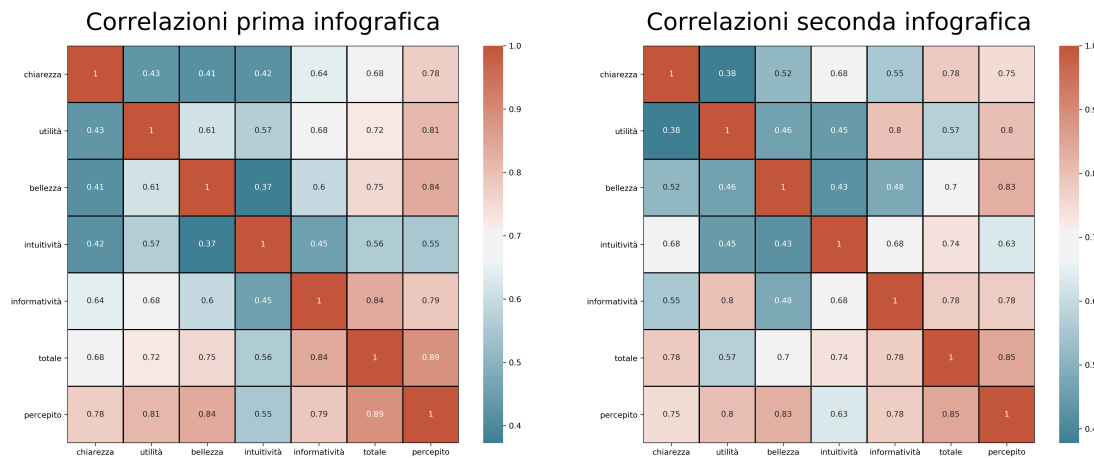 Correlazioni prima infografica
chiarezza 1 0.43 0.41 0.42 0.64 0.68 0.78
utilità 0.43 1 0.61 0.57 0.68 0.72 0.81
bellezza 0.41 0.61 1 0.37 0.6 0.75 0.84
intuitività 0.42 0.57 0.37 1 0.45 0.56 0.55
informatività 0.64 0.68 0.6 0.45 1 0.84 0.79
totale 0.68 0.72 0.75 0.56 0.84 1 0.89
percepito 0.78 0.81 0.84 0.55 0.79 0.89 1
chiarezza utilità bellezza intuitività informatività totale percepito
1.0
0.9
0.8
0.7
0.6
0.5
0.4
Correlazioni seconda infografica
chiarezza 1 0.38 0.52 0.68 0.55 0.78 0.75
utilità 0.38 1 0.46 0.45 0.8 0.57 0.8
bellezza 0.52 0.46 1 0.43 0.48 0.7 0.83
intuitività 0.68 0.45 0.43 1 0.68 0.74 0.63
informatività 0.55 0.8 0.48 0.68 1 0.78 0.78
totale 0.78 0.57 0.7 0.74 0.78 1 0.85
percepito 0.75 0.8 0.83 0.63 0.78 0.85 1
chiarezza utilità bellezza intuitività informatività totale percepito